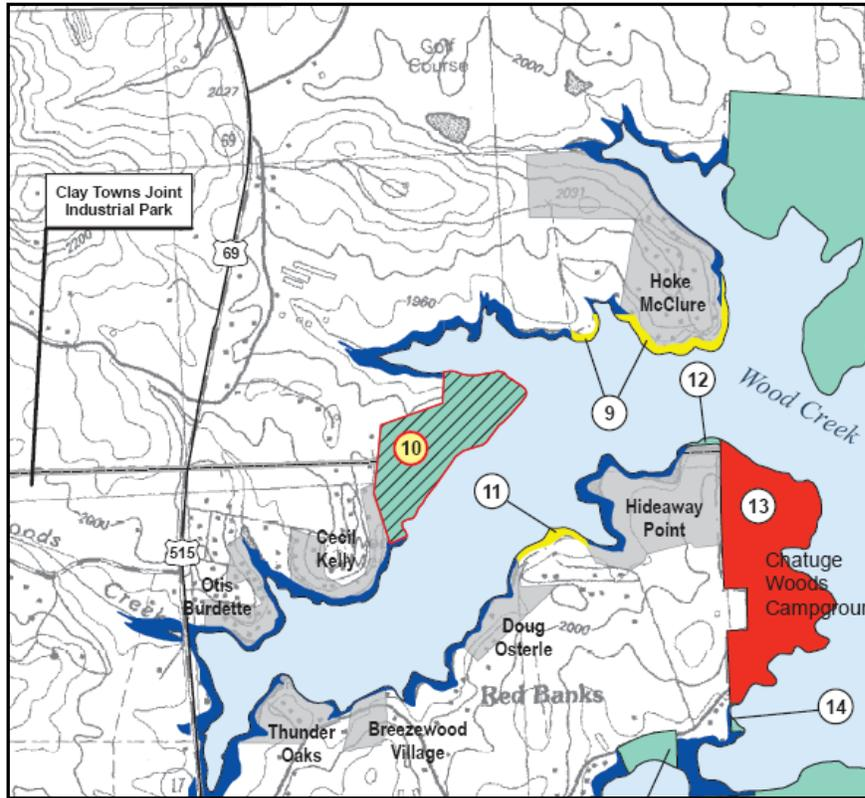 Golf
Course
2000
2027
69
Clay Towns Joint
Industrial Park
2200
69
2031
Hoke
McClure
1960
12
9
Wood Creek
10
11
13
2000
oods
515
Cecil
Kelly
Hideaway
Point
Chatuge
Woods
Campgroun
Creek
Otis
Burdette
Doug
Osterle
2000
Red Banks
Thunder
Oaks
Breezewood
Village
14
17